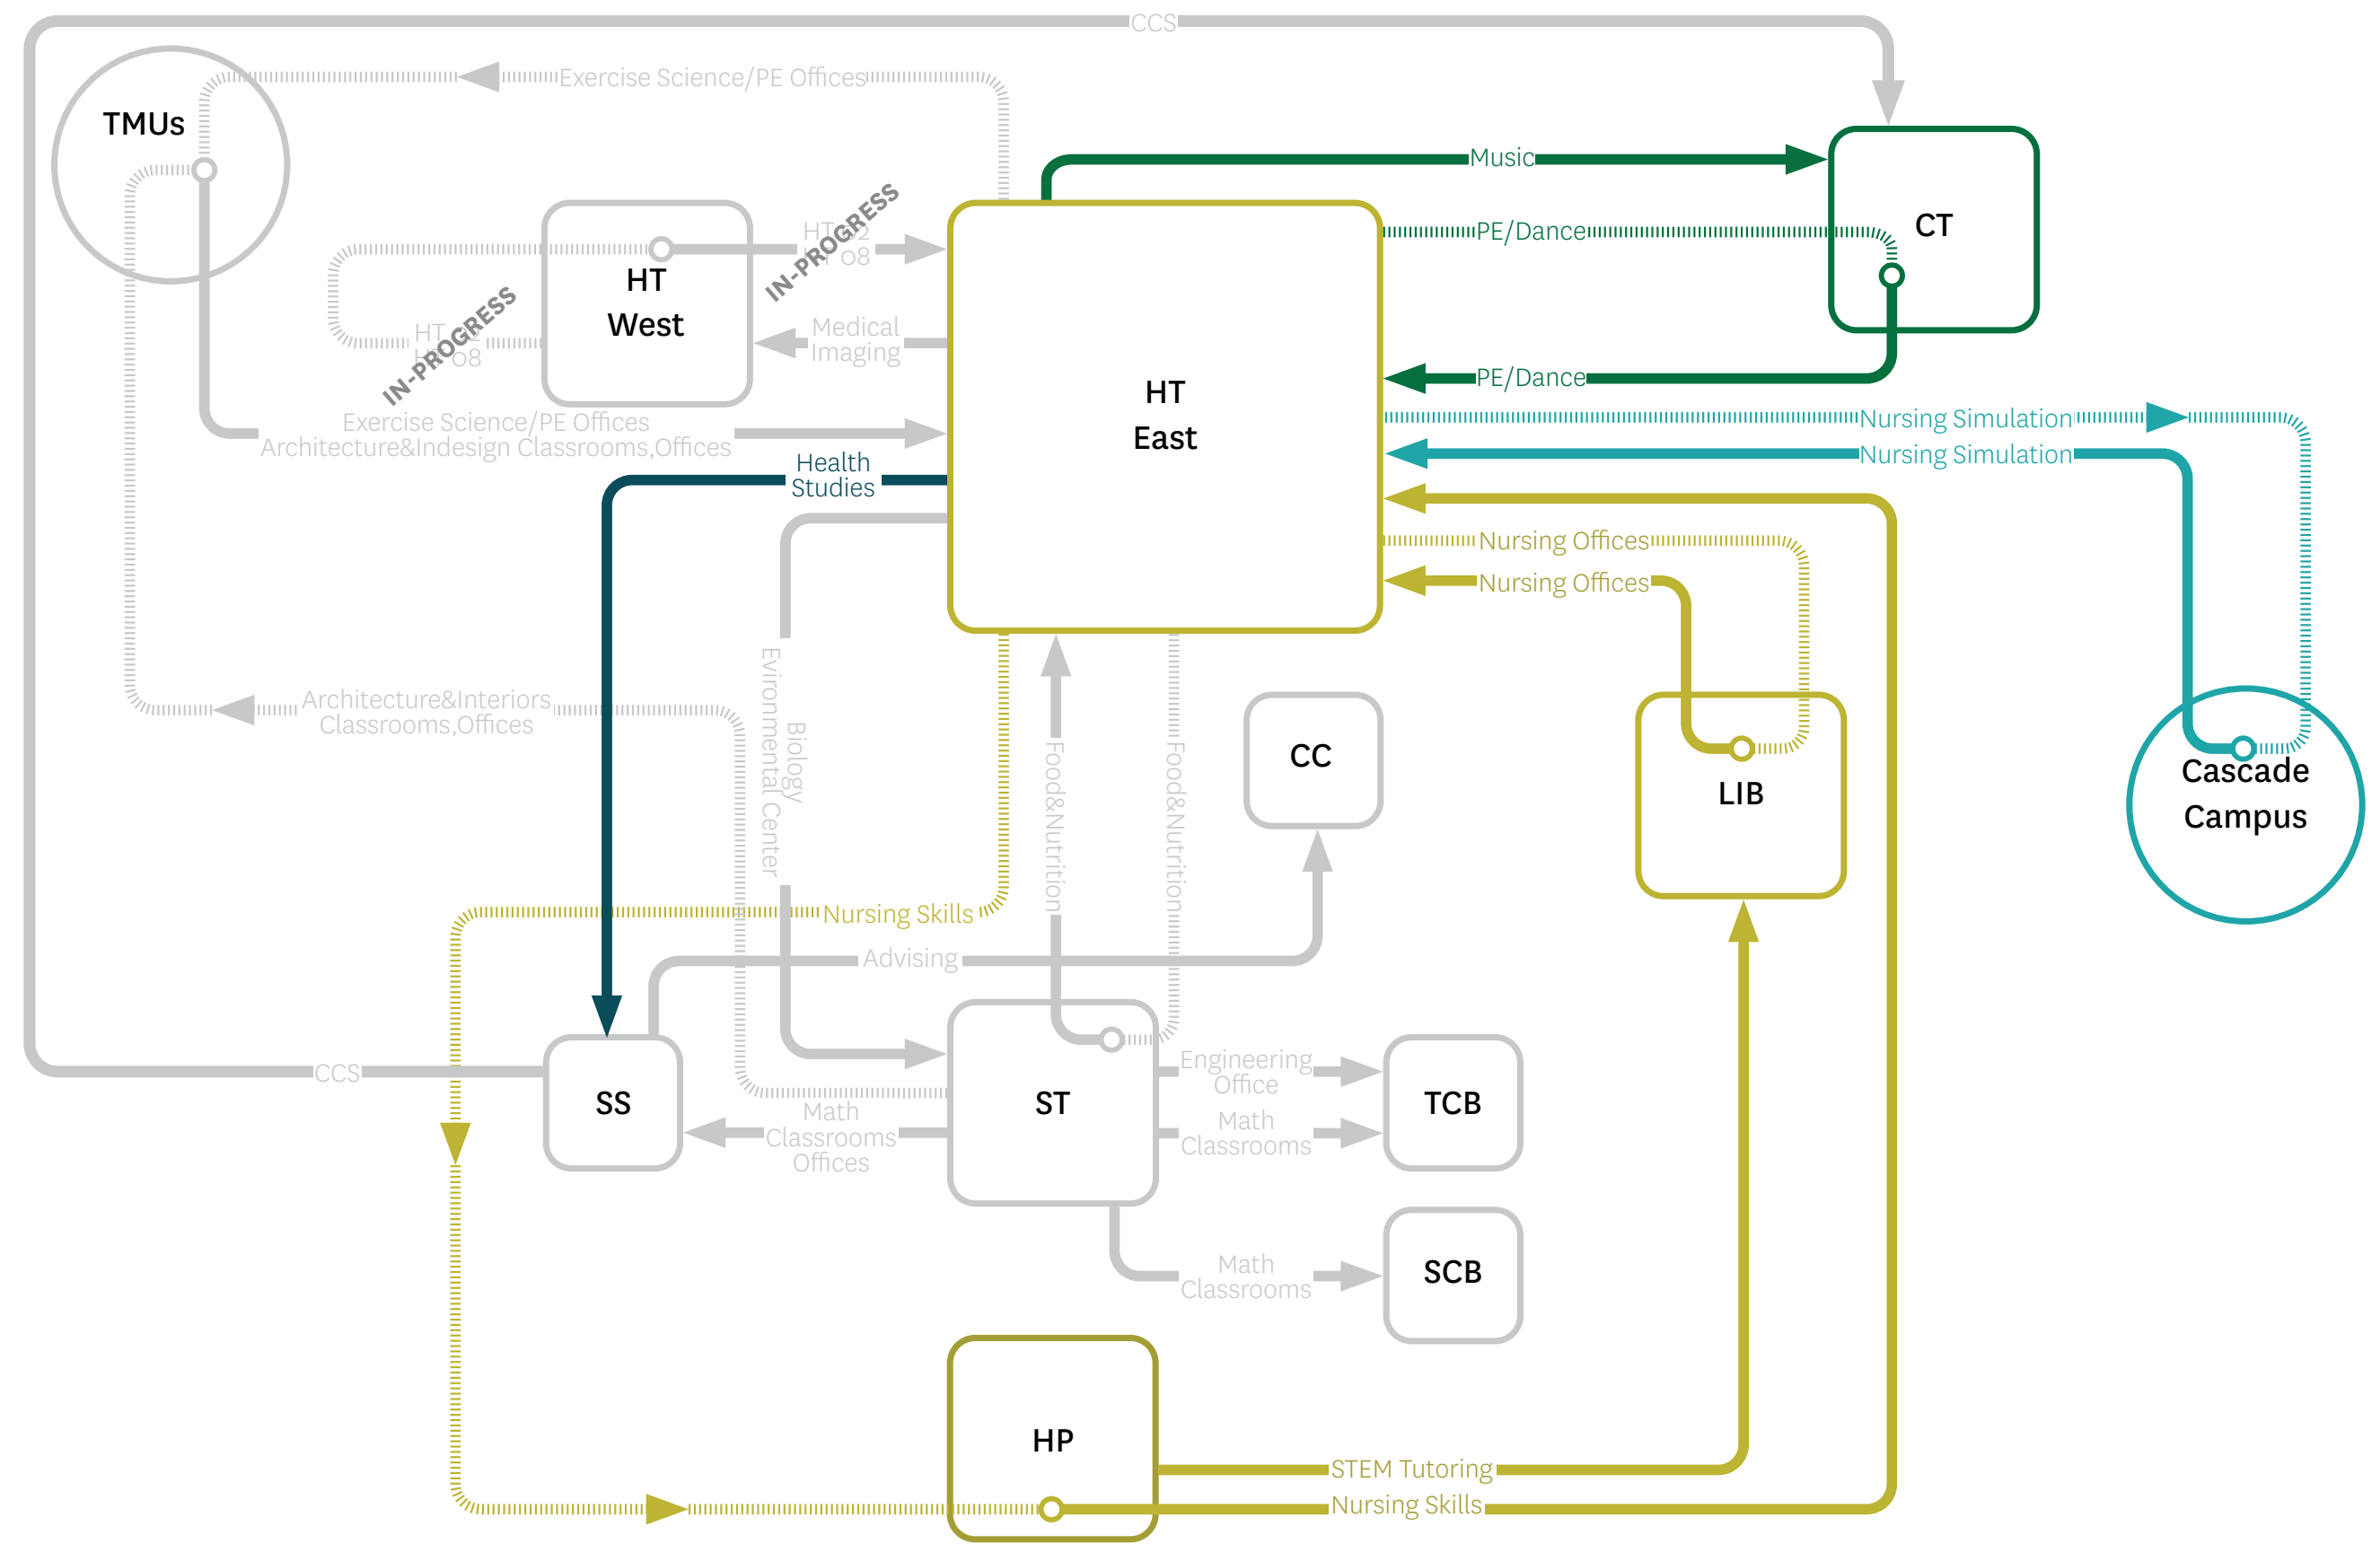 CCS
Exercise Science/PE Offices
TMUs
Music
CT
PE/Dance
IN-PROGRESS
HT
08
HT
West
IN-PROGRESS
HT
08
Medical
Imaging
HT
East
PE/Dance
Exercise Science/PE Offices
Architecture&Indesign Classrooms,Offices
Nursing Simulation
Nursing Simulation
Health
Studies
Nursing Offices
Nursing Offices
Architecture&Interiors
Classrooms,Offices
Biology
Evironmental Center
Food&Nutrition
Food&Nutrition
CC
LIB
Cascade
Campus
Nursing Skills
Advising
CCS
SS
Math
Classrooms
Offices
ST
Engineering
Office
Math
Classrooms
TCB
Math
Classrooms
SCB
HP
STEM Tutoring
Nursing Skills